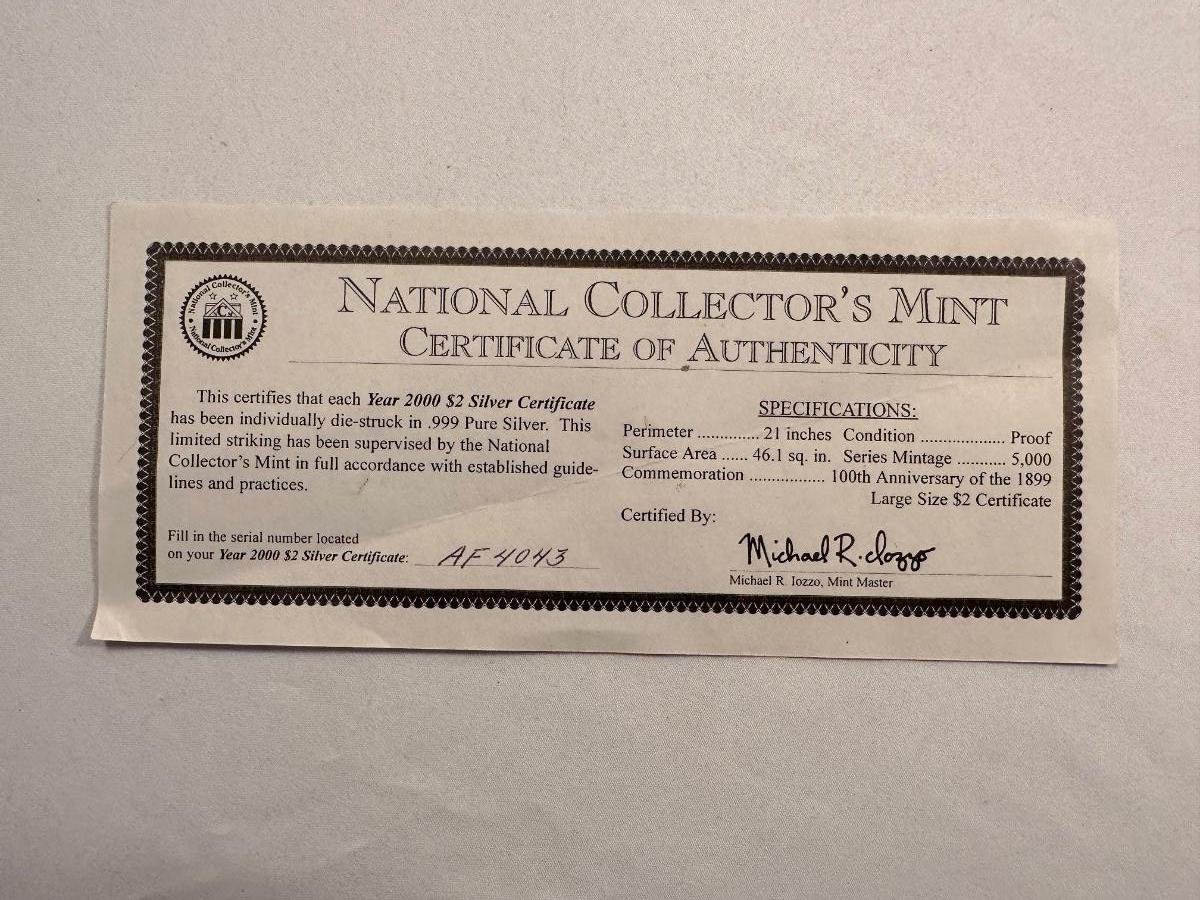 National Collector's Mint
National Collector's Mint
NATIONAL COLLECTOR'S MINT
CERTIFICATE OF AUTHENTICITY
This certifies that each Year 2000 $2 Silver Certificate
has been individually die-struck in .999 Pure Silver. This
limited striking has been supervised by the National
Collector's Mint in full accordance with established guide-
lines and practices.
Fill in the serial number located
on your Year 2000 $2 Silver Certificate: AF4043
SPECIFICATIONS:
Perimeter ............. 21 inches Condition .................. Proof
Surface Area ...... 46.1 sq. in. Series Mintage ........... 5,000
Commemoration ................ 100th Anniversary of the 1899
Large Size $2 Certificate
Certified By:
Michael R. Iozzo
Michael R. Iozzo, Mint Master